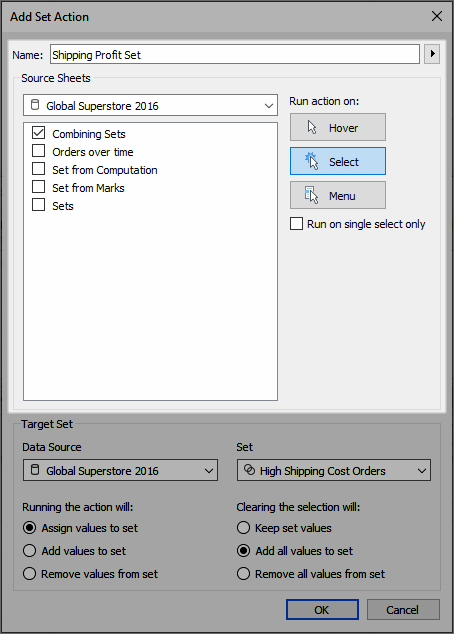 Add Set Action
Name: Shipping Profit Set
Source Sheets
Global Superstore 2016
Combining Sets
Orders over time
Set from Computation
Set from Marks
Sets
Run action on:
Hover
Select
Menu
Run on single select only
Target Set
Data Source
Global Superstore 2016
Set
High Shipping Cost Orders
Running the action will:
Assign values to set
Add values to set
Remove values from set
Clearing the selection will:
Keep set values
Add all values to set
Remove all values from set
OK
Cancel